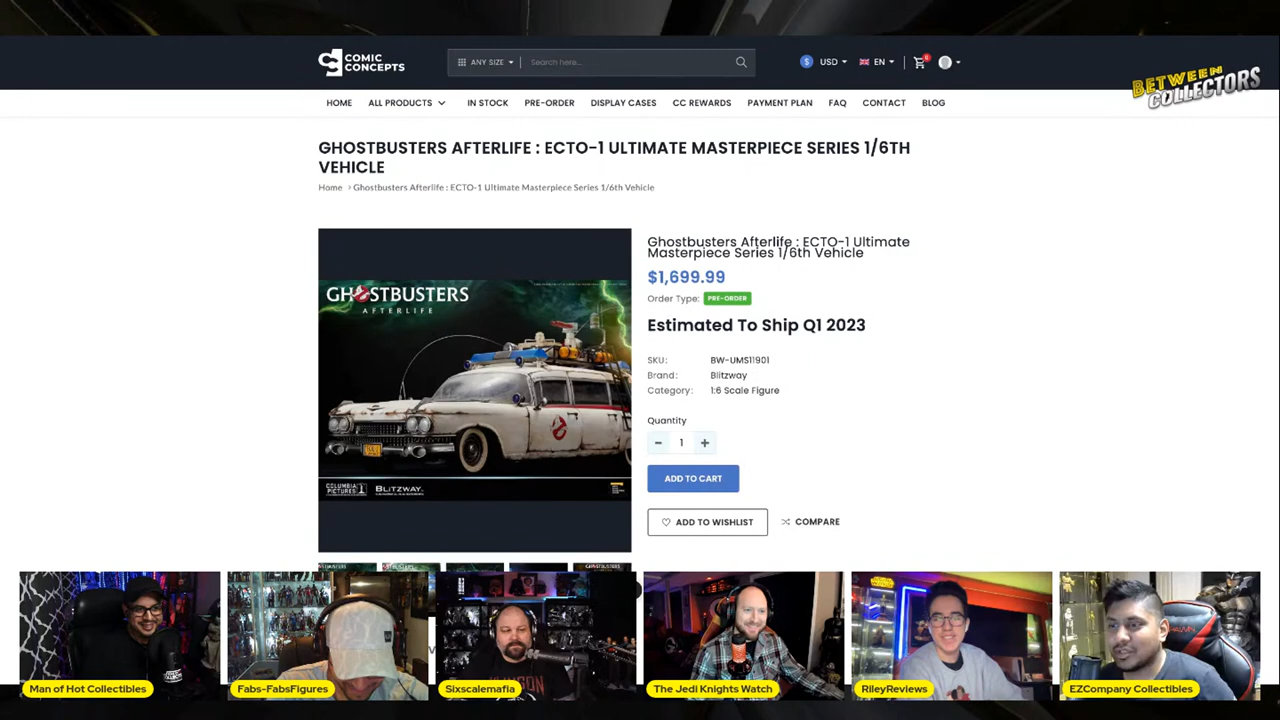 COMIC
CONCEPTS
ANY SIZE
Search here...
USD
EN
BETWEEN
COLLECTORS
HOME
ALL PRODUCTS
IN STOCK
PRE-ORDER
DISPLAY CASES
CC REWARDS
PAYMENT PLAN
FAQ
CONTACT
BLOG
GHOSTBUSTERS AFTERLIFE : ECTO-1 ULTIMATE MASTERPIECE SERIES 1/6TH
VEHICLE
Home > Ghostbusters Afterlife : ECTO-1 Ultimate Masterpiece Series 1/6th Vehicle
GHOSTBUSTERS
AFTERLIFE
COLUMBIA
PICTURES
BLITZWAY
Ghostbusters Afterlife : ECTO-1 Ultimate
Masterpiece Series 1/6th Vehicle
$1,699.99
Order Type: PRE-ORDER
Estimated To Ship Q1 2023
SKU: BW-UMS11901
Brand: Blitzway
Category: 1:6 Scale Figure
Quantity
- 1 +
ADD TO CART
ADD TO WISHLIST
COMPARE
Man of Hot Collectibles
Fabs-FabsFigures
Sixscalemafia
The Jedi Knights Watch
RileyReviews
EZCompany Collectibles